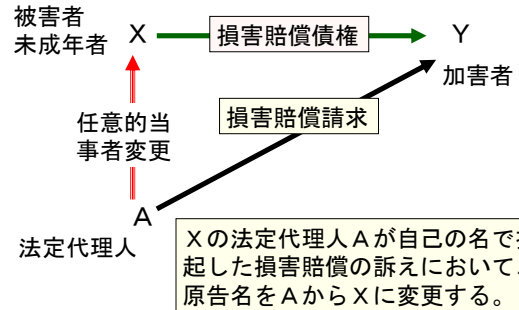 被害者
未成年者
X
損害賠償債権
Y
加害者
任意的当
事者変更
損害賠償請求
A
法定代理人
Xの法定代理人Aが自己の名で
起した損害賠償の訴えにおいて
原告名をAからXに変更する。